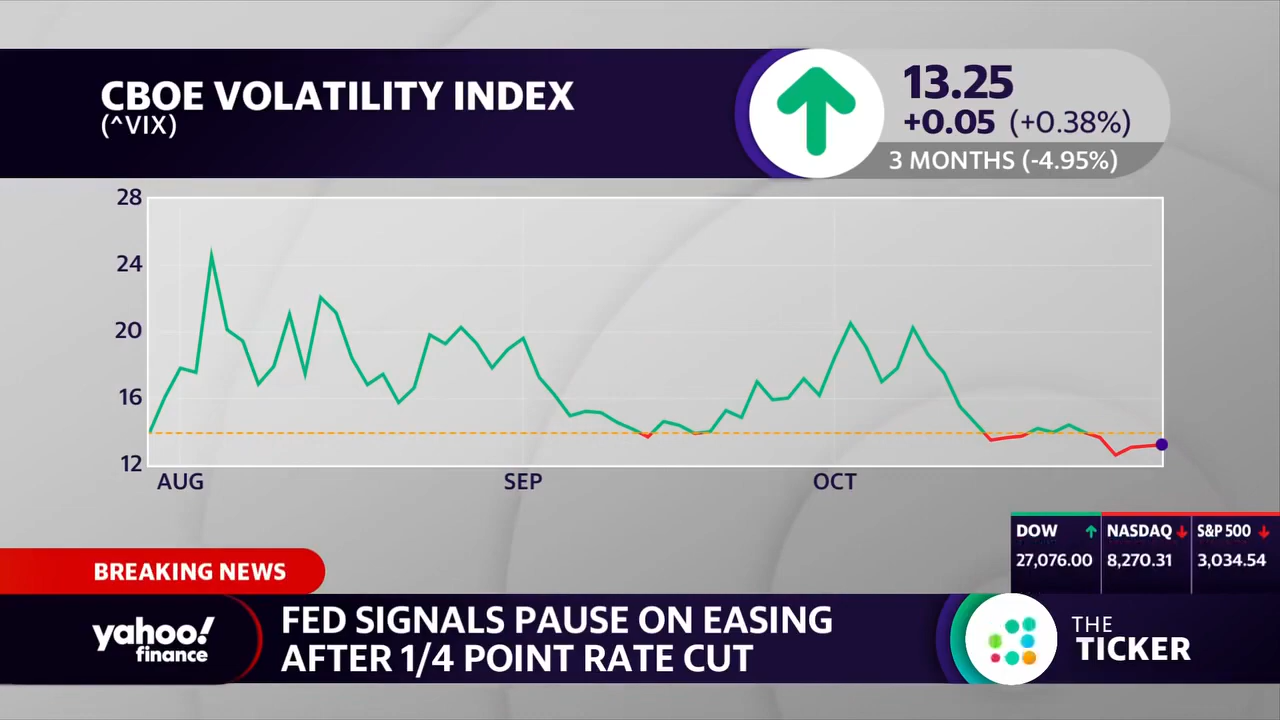 CBOE VOLATILITY INDEX
(^VIX)
13.25
+0.05 (+0.38%)
3 MONTHS (-4.95%)
28
24
20
16
12
AUG SEP OCT
DOW NASDAQ S&P 500
27,076.00 8,270.31 3,034.54
BREAKING NEWS
yahoo!
finance
FED SIGNALS PAUSE ON EASING
AFTER 1/4 POINT RATE CUT
THE
TICKER